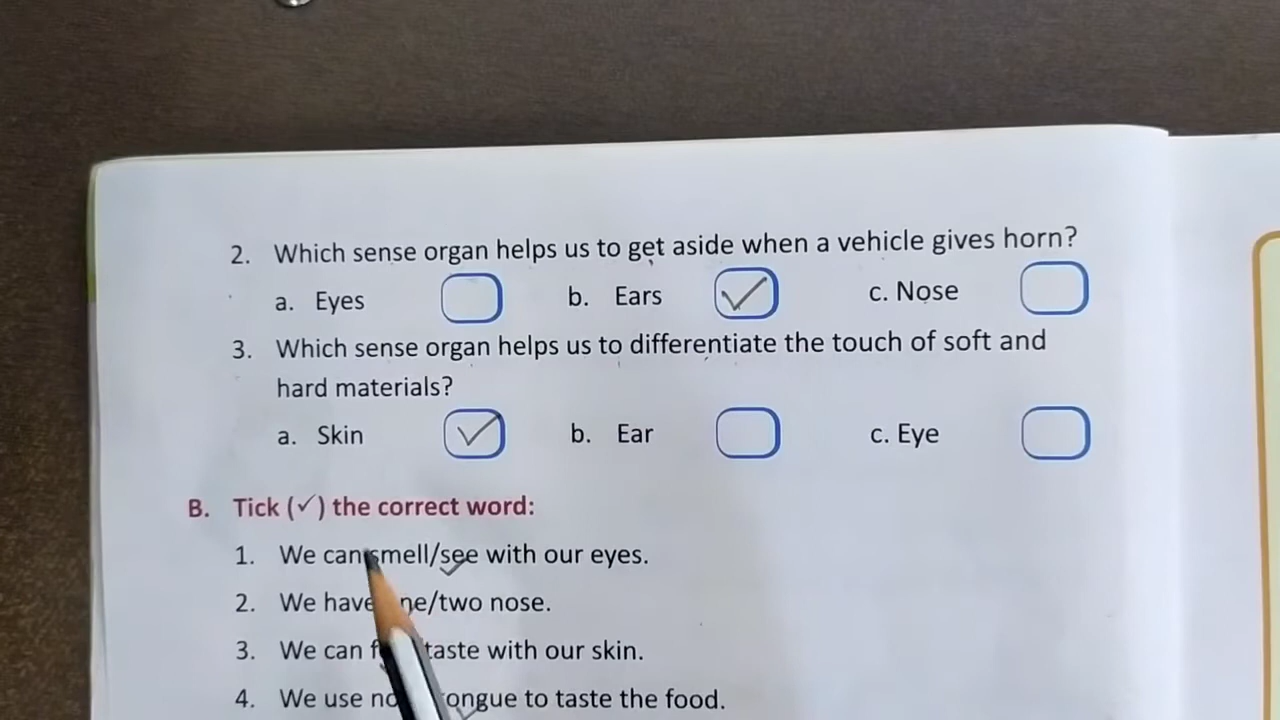 2. Which sense organ helps us to get aside when a vehicle gives horn?
a. Eyes b. Ears ✓ c. Nose
3. Which sense organ helps us to differentiate the touch of soft and
hard materials?
a. Skin ✓ b. Ear c. Eye
B. Tick (✓) the correct word:
1. We can smell/see with our eyes.
2. We have /two nose.
3. We can taste with our skin.
4. We use to taste the food.